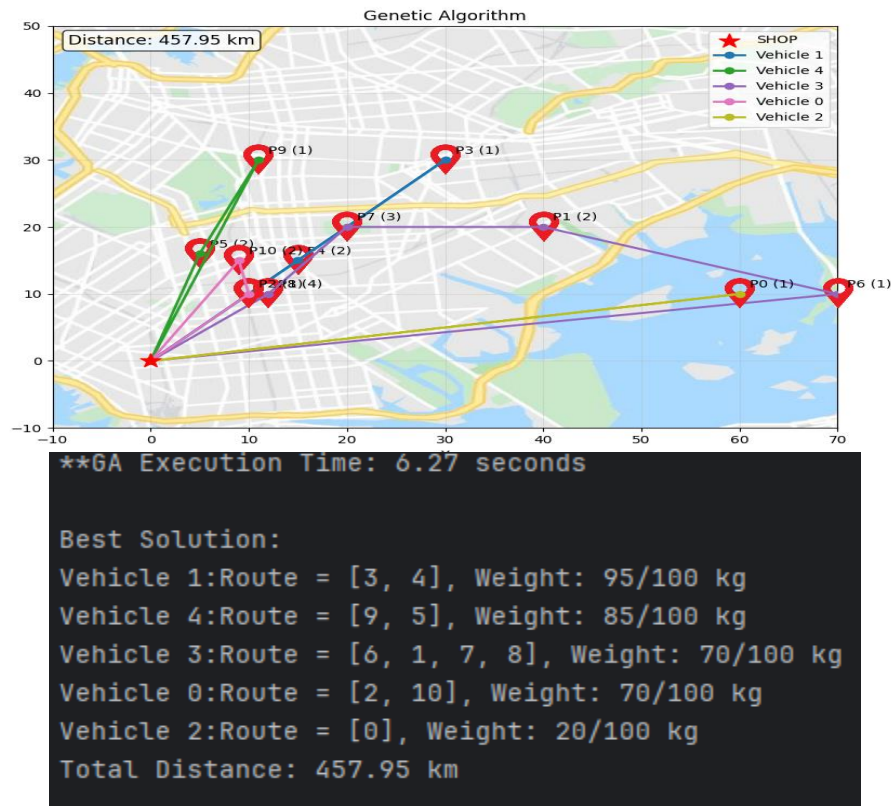 Genetic Algorithm
50
Distance: 457.95 km
SHOP
Vehicle 1
Vehicle 4
Vehicle 3
Vehicle 0
Vehicle 2
40
P9 (1)
P3 (1)
30
P7 (3)
P1 (2)
20
P5 (2)
P10 (2)
(2)
P0 (1)
P6 (1)
10
0
-10
-10 0 10 20 30 40 50 60 70
**GA Execution Time: 6.27 seconds
Best Solution:
Vehicle 1:Route = [3, 4], Weight: 95/100 kg
Vehicle 4:Route = [9, 5], Weight: 85/100 kg
Vehicle 3:Route = [6, 1, 7, 8], Weight: 70/100 kg
Vehicle 0:Route = [2, 10], Weight: 70/100 kg
Vehicle 2:Route = [0], Weight: 20/100 kg
Total Distance: 457.95 km